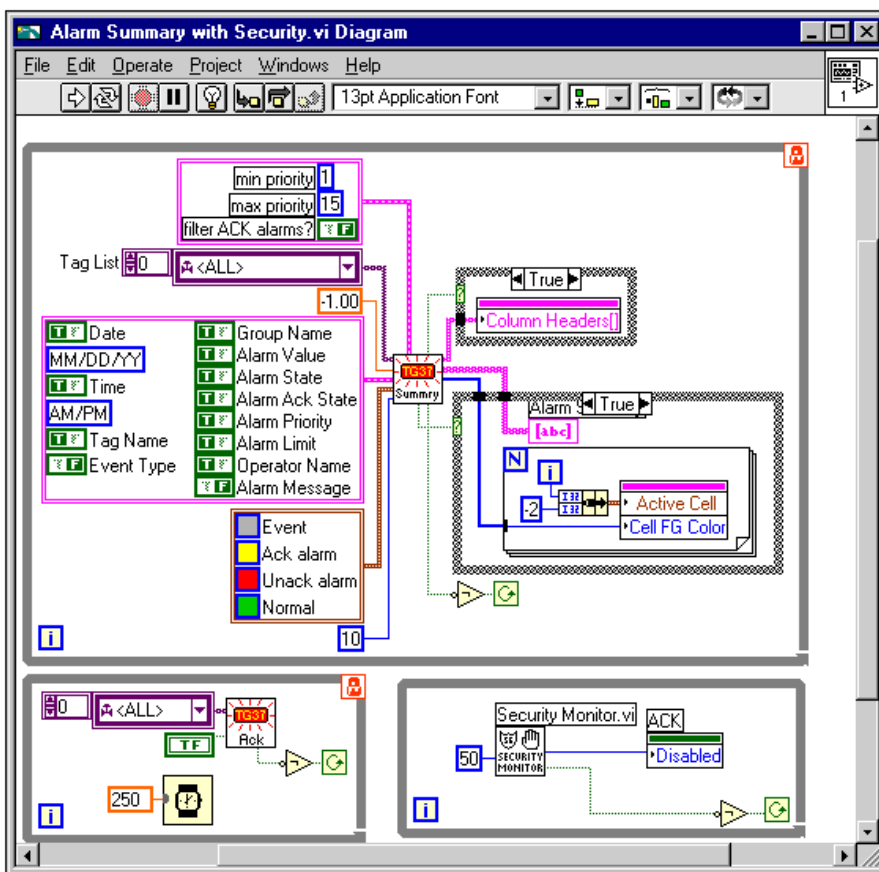 Alarm Summary with Security.vi Diagram
File Edit Operate Project Windows Help
13pt Application Font
1
min priority 1
max priority 15
filter ACK alarms? F
Tag List 0 <ALL>
-1.00
True
Column Headers[]
T Date
MM/DD/YY
T Time
AM/PM
T Tag Name
F Event Type
T Group Name
T Alarm Value
T Alarm State
T Alarm Ack State
T Alarm Priority
T Alarm Limit
T Operator Name
F Alarm Message
TG37
Summry
Alarm S True
[abc]
N
i
-2
I32
I32
Active Cell
Cell FG Color
Event
Ack alarm
Unack alarm
Normal
10
i
0 <ALL>
TG37
Ack
TF
250
i
Security Monitor.vi
SECURITY
MONITOR
50
ACK
Disabled
i